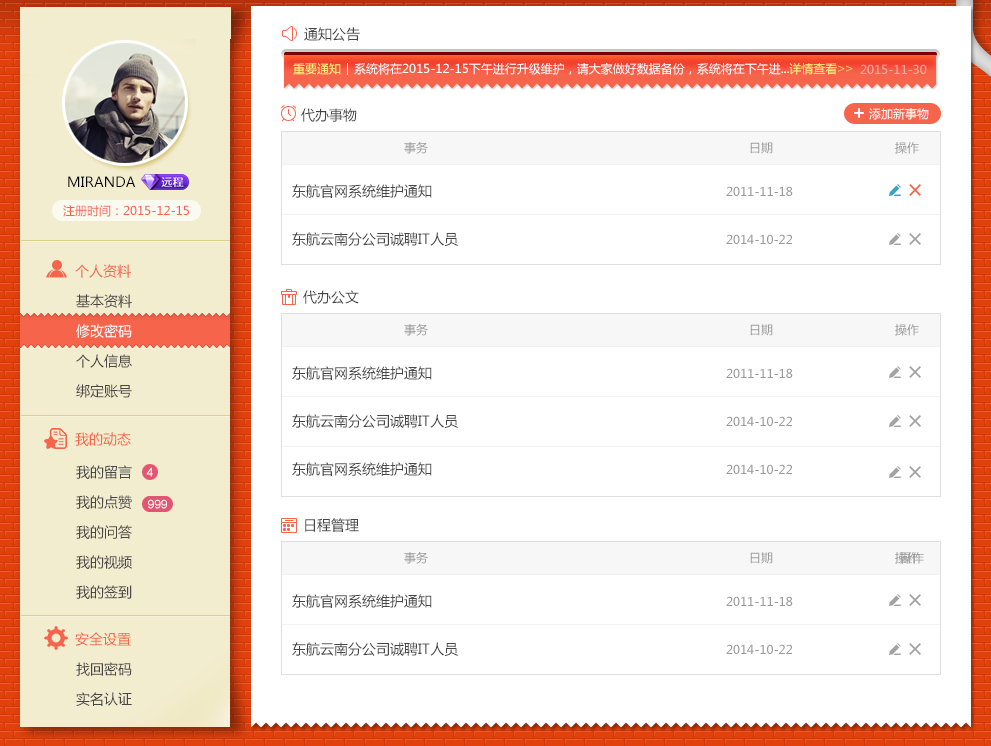 MIRANDA 远程
注册时间：2015-12-15
个人资料
基本资料
修改密码
个人信息
绑定账号
我的动态
我的留言 4
我的点赞 999
我的问答
我的视频
我的签到
安全设置
找回密码
实名认证
通知公告
重要通知 | 系统将在2015-12-15下午进行升级维护，请大家做好数据备份，系统将在下午进...详情查看>> 2015-11-30
代办事物 + 添加新事物
事务 日期 操作
东航官网系统维护通知 2011-11-18
东航云南分公司诚聘IT人员 2014-10-22
代办公文
事务 日期 操作
东航官网系统维护通知 2011-11-18
东航云南分公司诚聘IT人员 2014-10-22
东航官网系统维护通知 2014-10-22
日程管理
事务 日期
东航官网系统维护通知 2011-11-18
东航云南分公司诚聘IT人员 2014-10-22